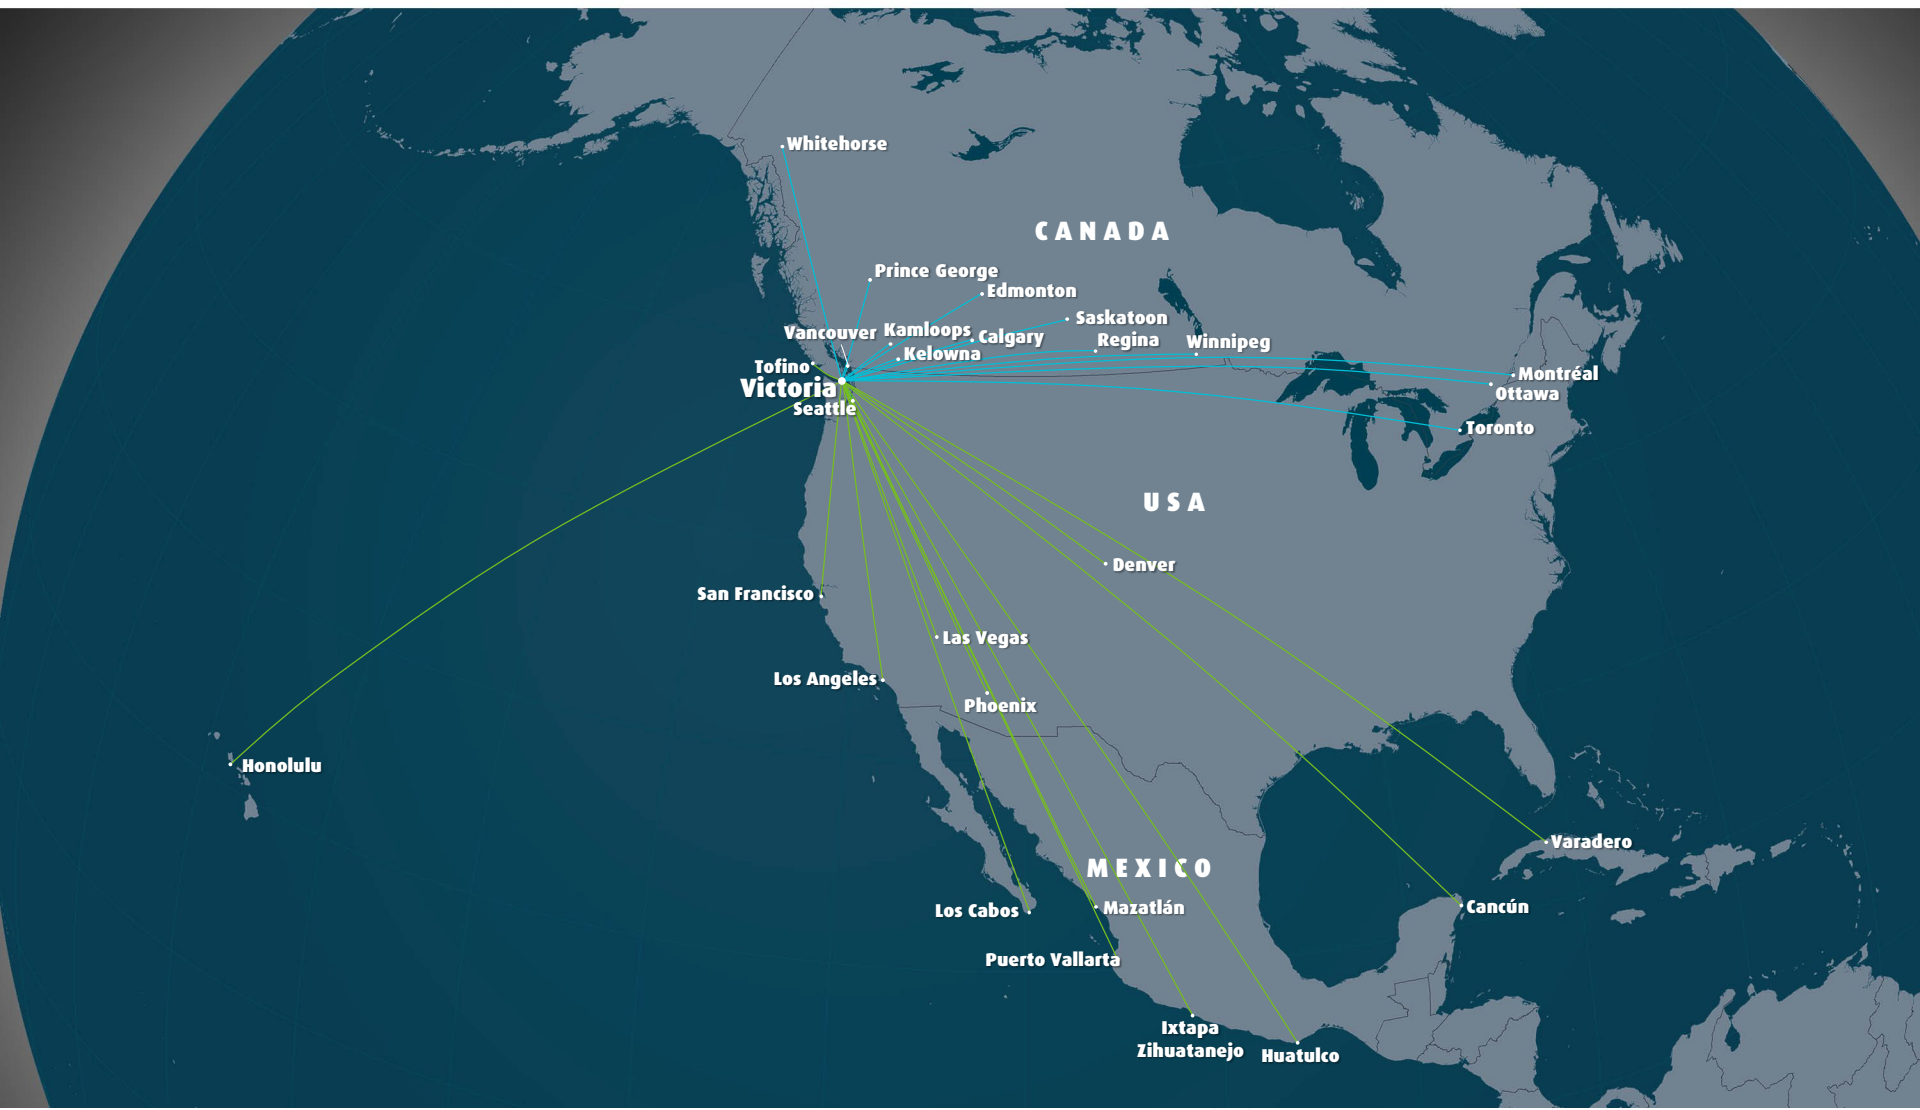 Whitehorse
CANADA
Prince George
Edmonton
Saskatoon
Vancouver
Kamloops
Calgary
Regina
Winnipeg
Kelowna
Tofino
Montréal
Victoria
Ottawa
Seattle
Toronto
USA
Denver
San Francisco
Las Vegas
Los Angeles
Phoenix
Honolulu
Varadero
MEXICO
Los Cabos
Mazatlán
Cancún
Puerto Vallarta
Ixtapa
Zihuatanejo
Huatulco